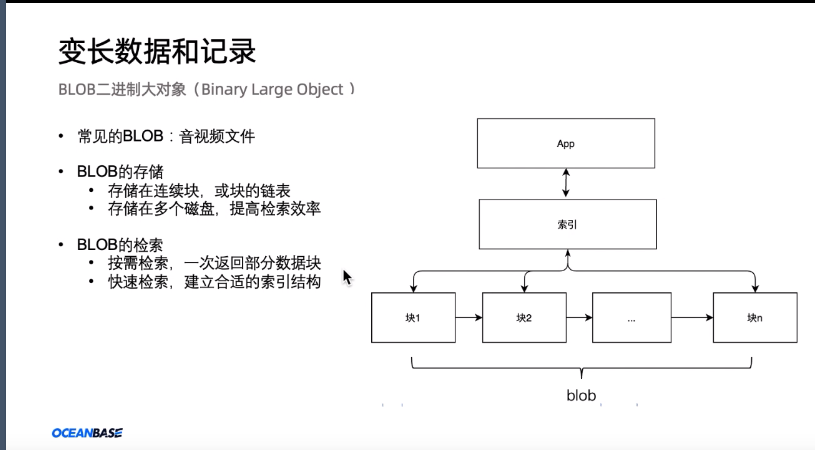 变长数据和记录
BLOB二进制大对象（Binary Large Object ）
• 常见的BLOB：音视频文件
• BLOB的存储
• 存储在连续块，或块的链表
• 存储在多个磁盘，提高检索效率
• BLOB的检索
• 按需检索，一次返回部分数据块
• 快速检索，建立合适的索引结构
App
索引
块1
块2
...
块n
blob
OCEANBASE